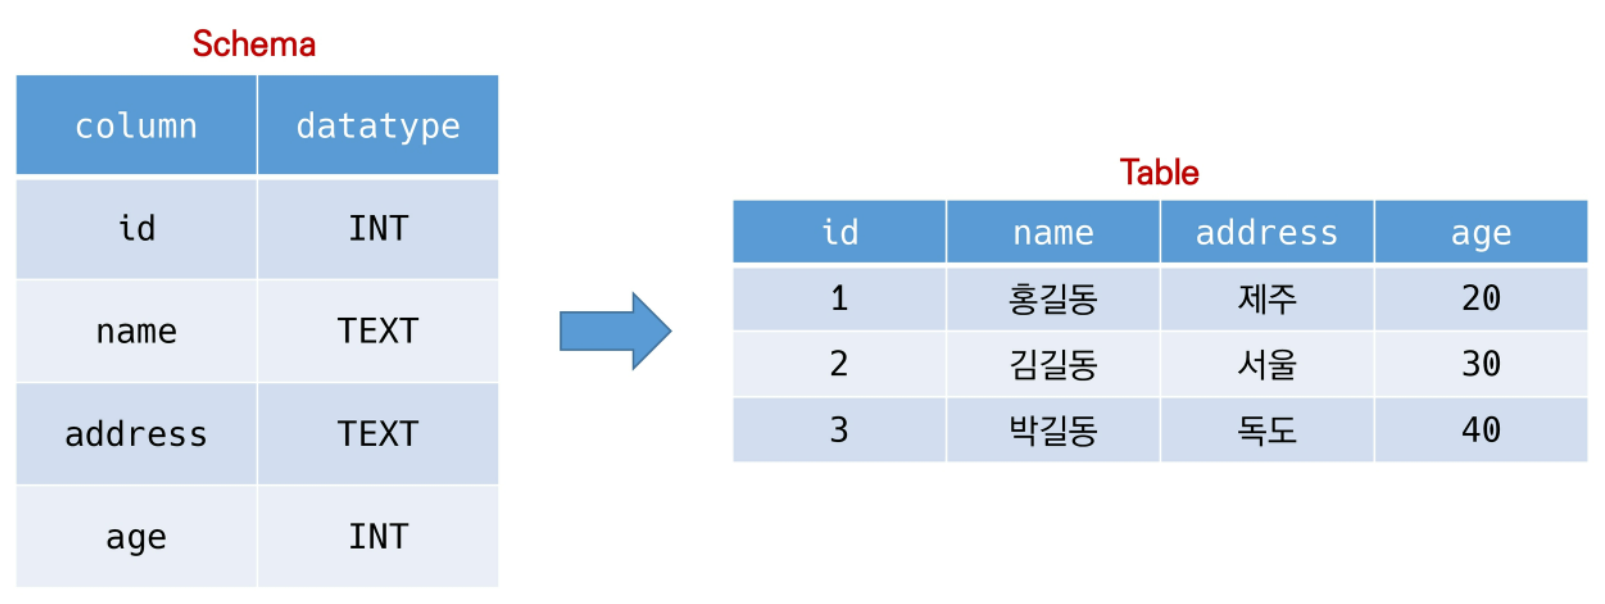 Schema
column datatype
id INT
name TEXT
address TEXT
age INT
Table
id name address age
1 홍길동 제주 20
2 김길동 서울 30
3 박길동 독도 40